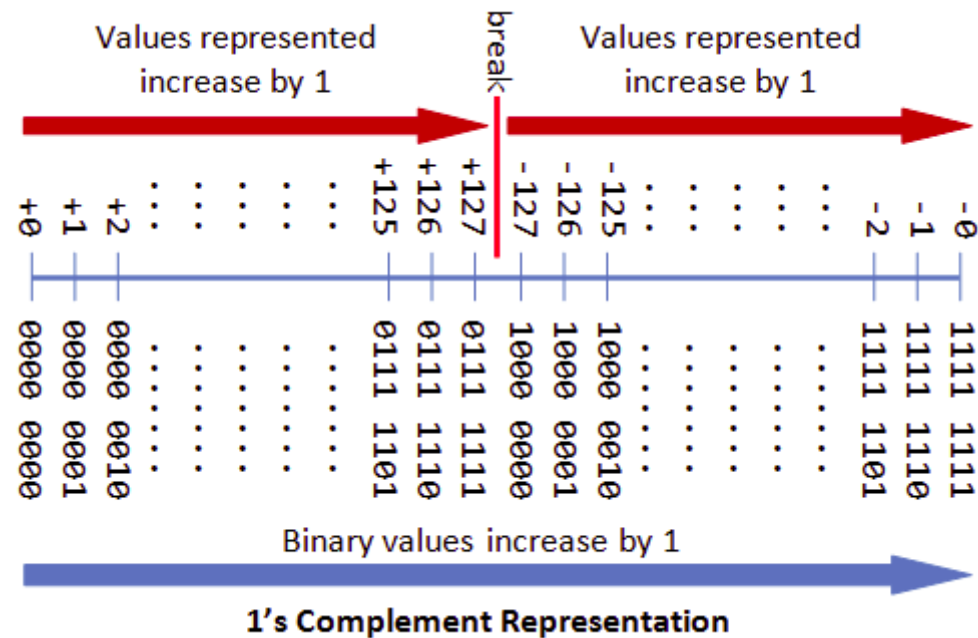 Values represented
increase by 1
break
Values represented
increase by 1
+0
+1
+2
. . . . .
+125
+126
+127
-127
-126
-125
. . . . .
-2
-1
-0
0000 0000
0000 0001
0000 0010
. . . . .
0111 1101
0111 1110
0111 1111
1000 0000
1000 0001
1000 0010
. . . . .
1111 1101
1111 1110
1111 1111
Binary values increase by 1
1's Complement Representation